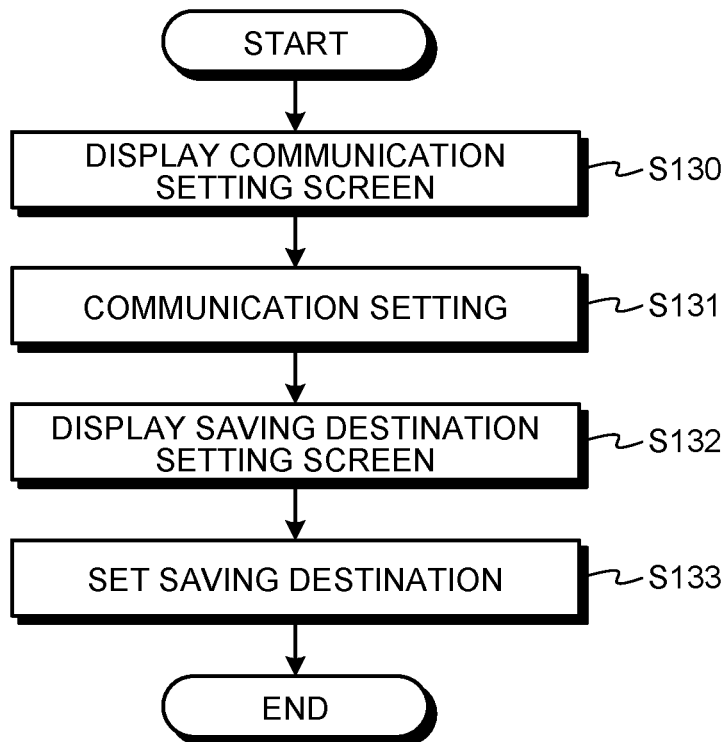 START
DISPLAY COMMUNICATION
SETTING SCREEN
S130
COMMUNICATION SETTING
S131
DISPLAY SAVING DESTINATION
SETTING SCREEN
S132
SET SAVING DESTINATION
S133
END